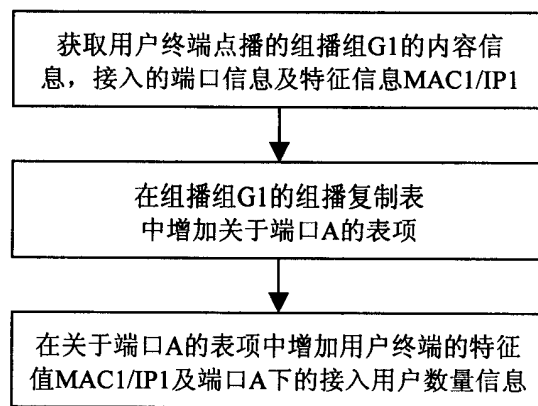 获取用户终端点播的组播组G1的内容信
息，接入的端口信息及特征信息MAC1/IP1
在组播组G1的组播复制表
中增加关于端口A的表项
在关于端口A的表项中增加用户终端的特征
值MAC1/IP1及端口A下的接入用户数量信息